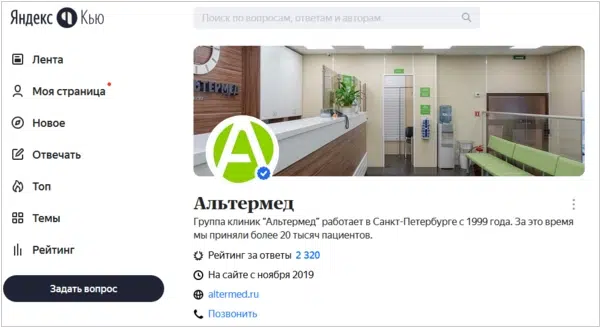 Яндекс Кью
Поиск по вопросам, ответам и авторам
Лента
Моя страница
Новое
Отвечать
Топ
Темы
Рейтинг
Задать вопрос
ЛЬТЕРМЕД
Альтермед
Группа клиник "Альтермед" работает в Санкт-Петербурге с 1999 года. За это время
мы приняли более 20 тысяч пациентов.
Рейтинг за ответы 2 320
На сайте с ноября 2019
altermed.ru
Позвонить